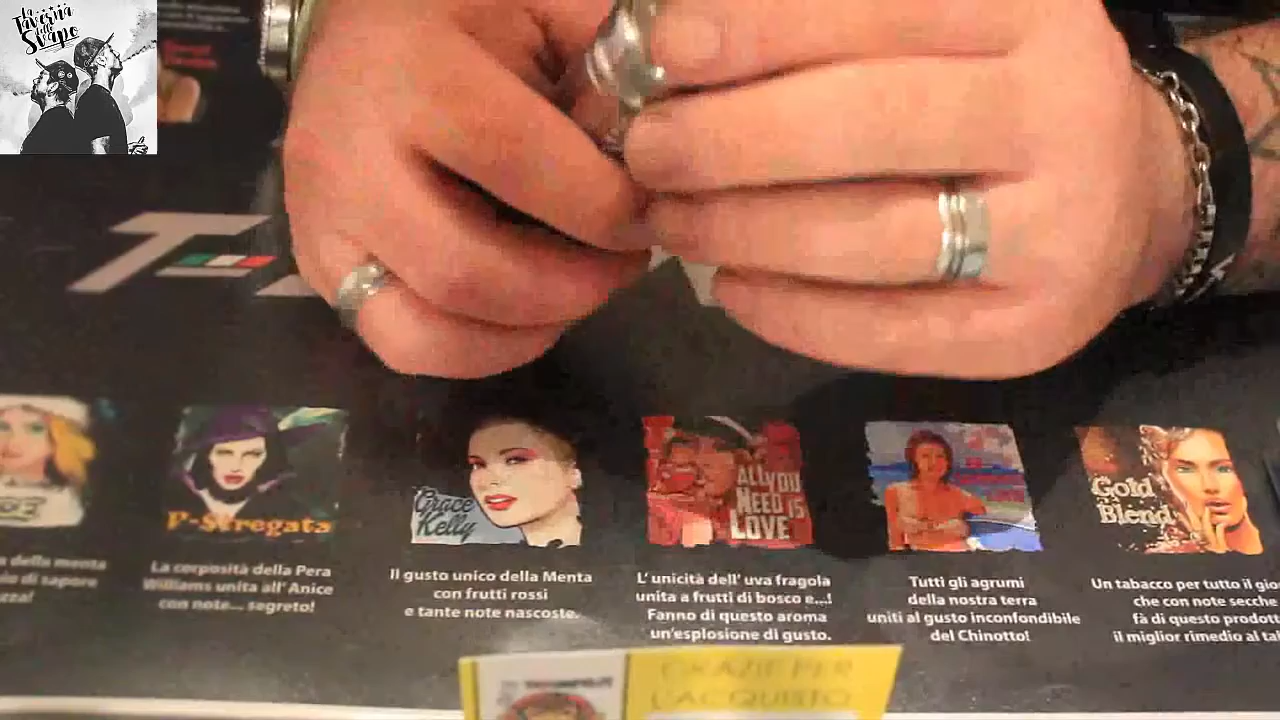 La
Taverna
dello
Svapo
T-
P-Stregata
La corposità della Pera
Williams unita all' Anice
con note... segreto!
Grace
Kelly
Il gusto unico della Menta
con frutti rossi
e tante note nascoste.
ALL YOU
NEED IS
LOVE
L' unicità dell' uva fragola
unita a frutti di bosco e...!
Fanno di questo aroma
un'esplosione di gusto.
Tutti gli agrumi
della nostra terra
uniti al gusto inconfondibile
del Chinotto!
Gold
Blend
Un tabacco per tutto il
che con note secche
fà di questo
il miglior rimedio al
della menta
di sapore
GRAZIE PER
L'ACQUISTO